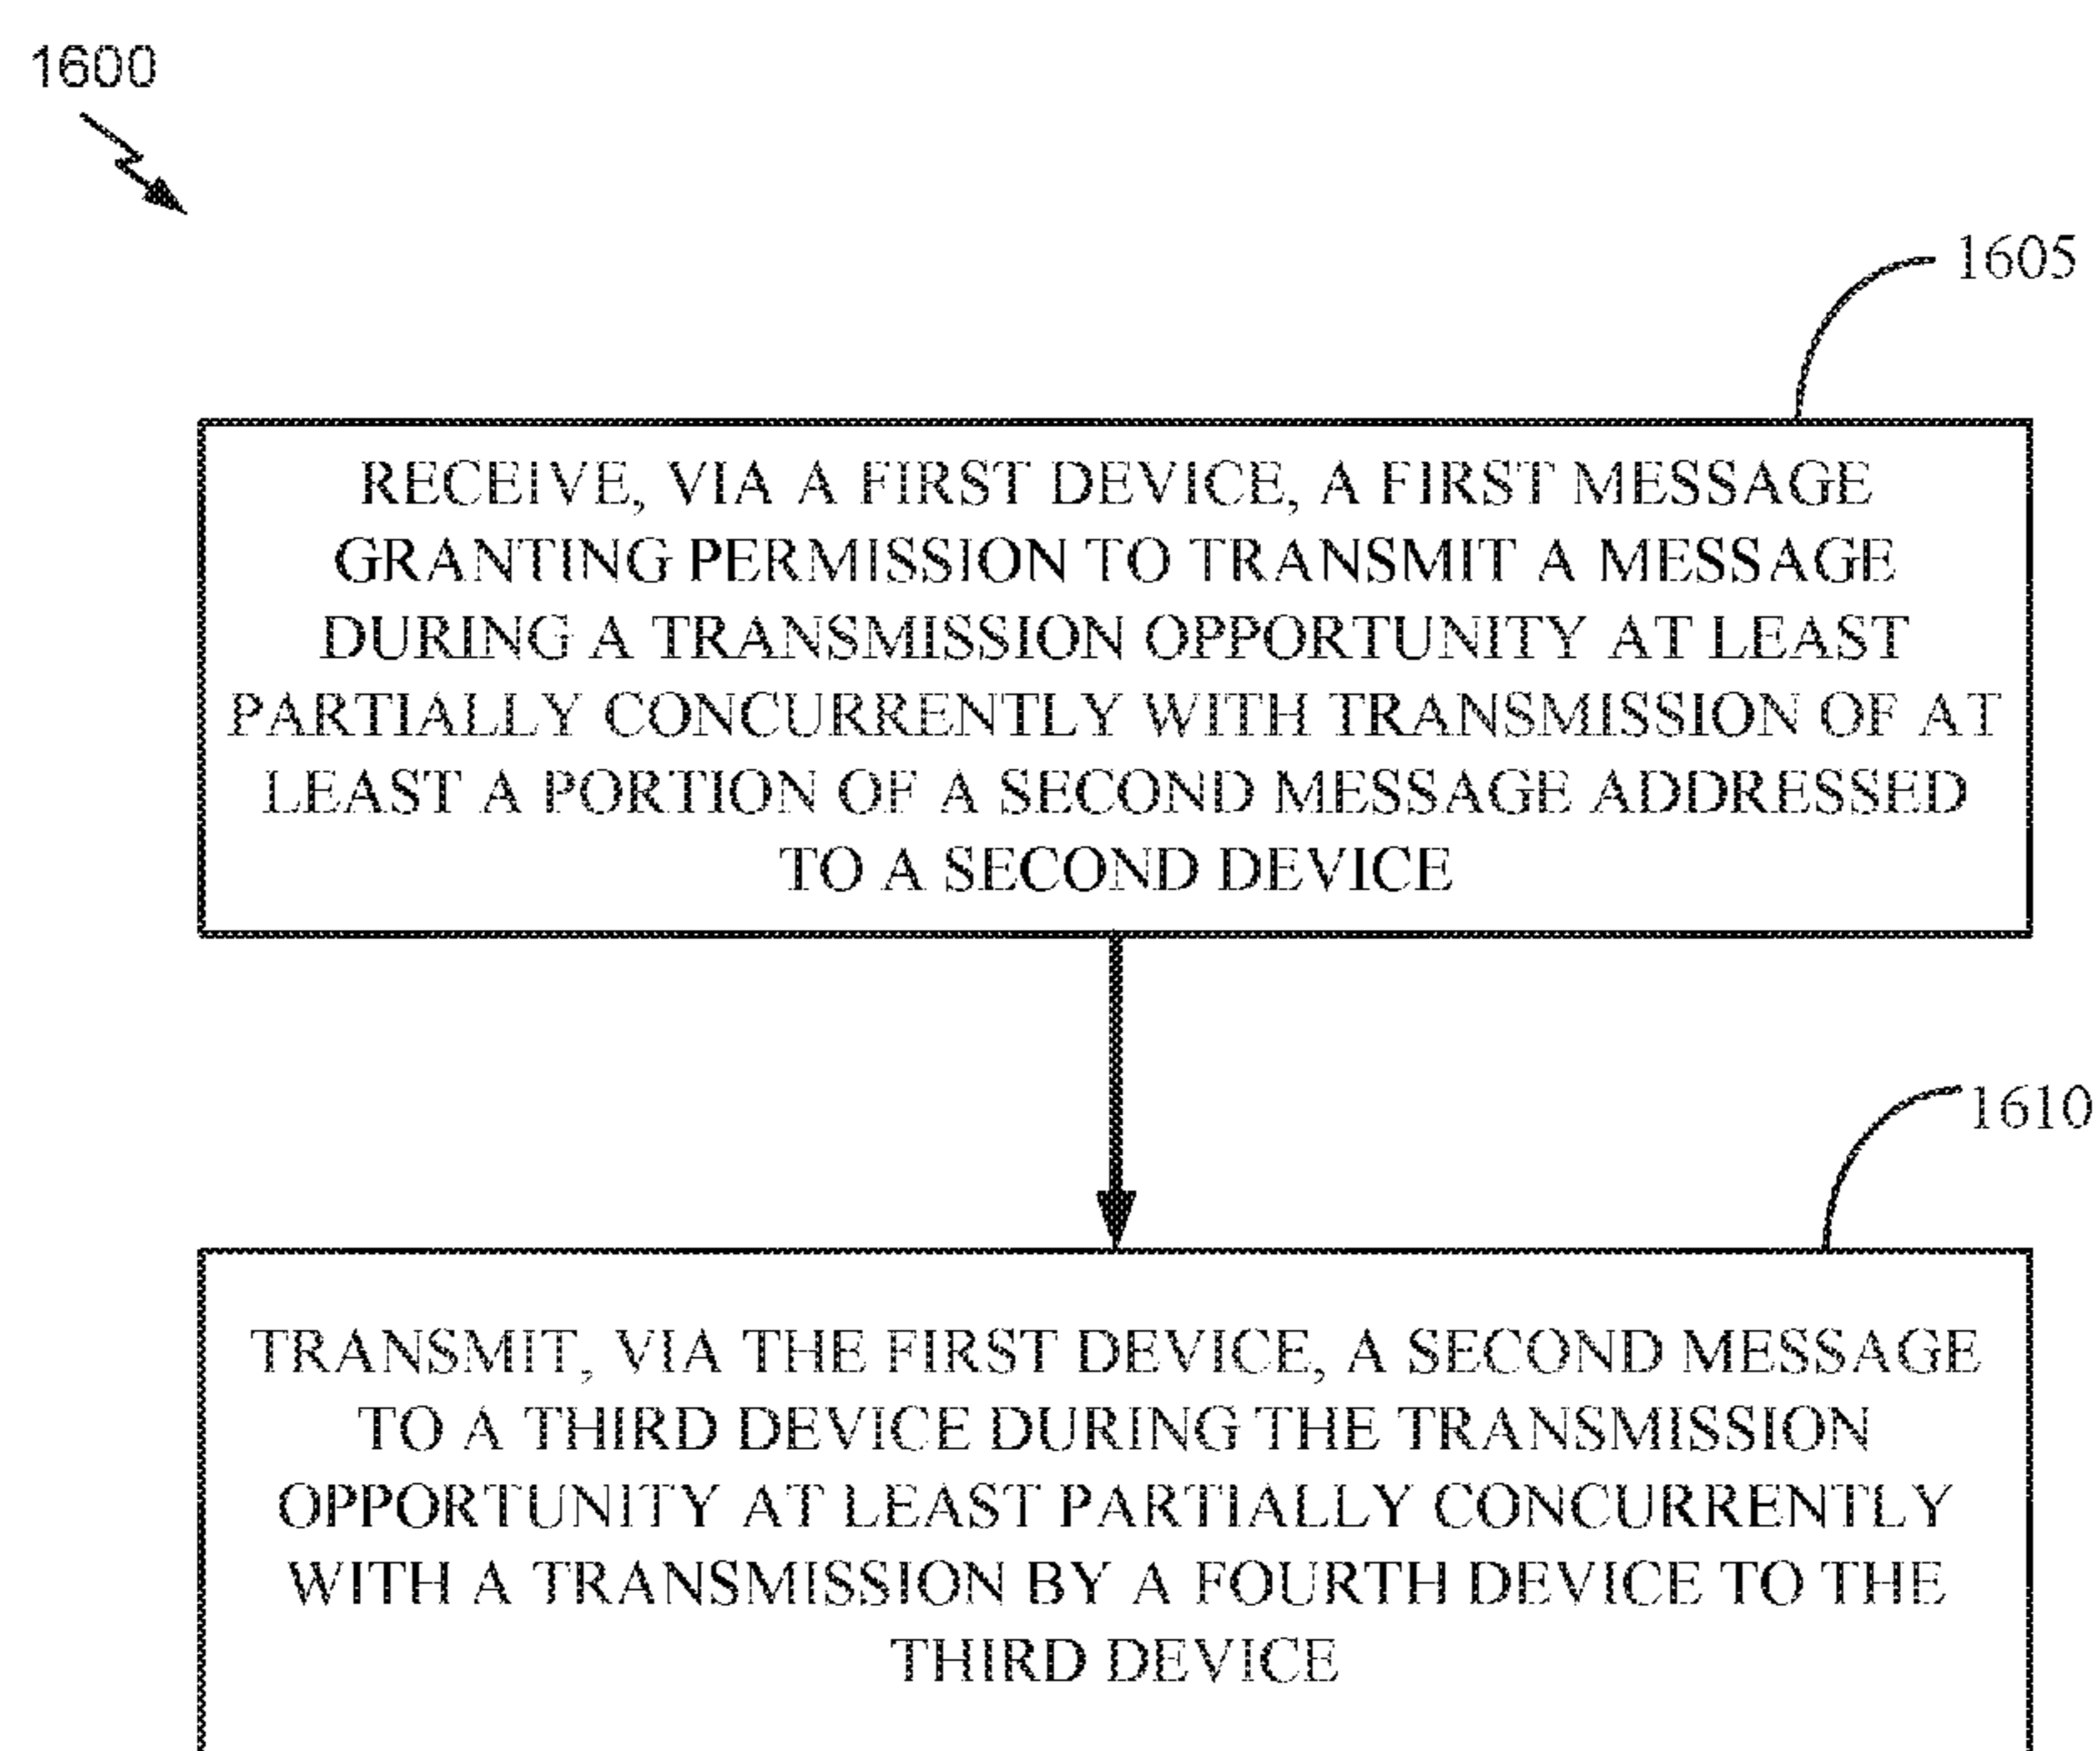 1600
1605
RECEIVE, VIA A FIRST DEVICE, A FIRST MESSAGE
GRANTING PERMISSION TO TRANSMIT A MESSAGE
DURING A TRANSMISSION OPPORTUNITY AT LEAST
PARTIALLY CONCURRENTLY WITH TRANSMISSION OF AT
LEAST A PORTION OF A SECOND MESSAGE ADDRESSED
TO A SECOND DEVICE
1610
TRANSMIT, VIA THE FIRST DEVICE, A SECOND MESSAGE
TO A THIRD DEVICE DURING THE TRANSMISSION
OPPORTUNITY AT LEAST PARTIALLY CONCURRENTLY
WITH A TRANSMISSION BY A FOURTH DEVICE TO THE
THIRD DEVICE